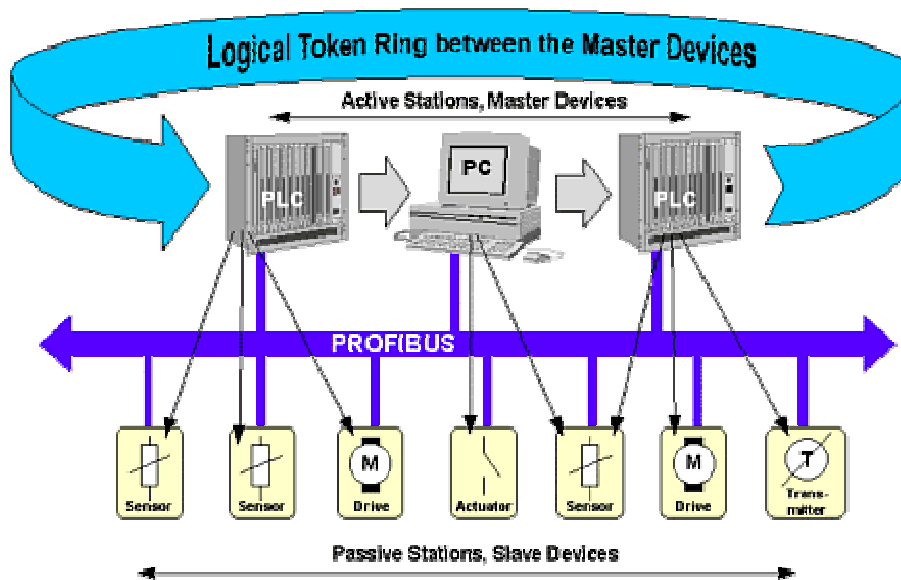 Logical Token Ring between the Master Devices
Active Stations, Master Devices
PLC
PC
PLC
PROFIBUS
Sensor
Sensor
M
Drive
Actuator
Sensor
M
Drive
T
Trans-
mitter
Passive Stations, Slave Devices